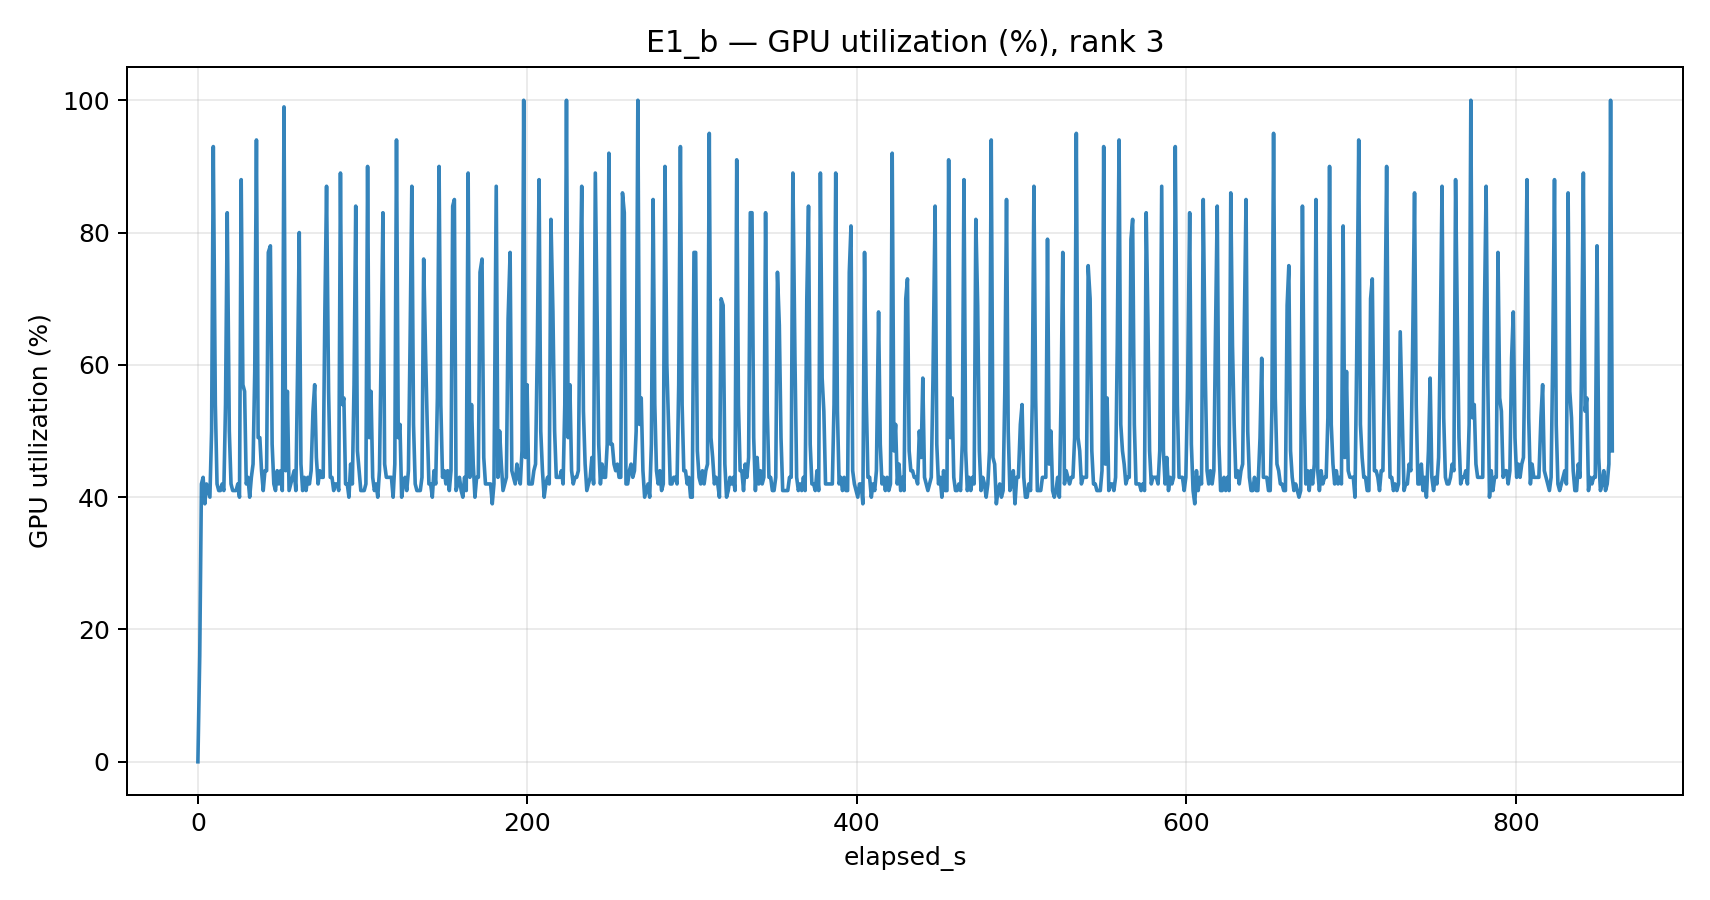 E1_b — GPU utilization (%), rank 3
GPU utilization (%)
100
80
60
40
20
0
0 200 400 600 800
elapsed_s